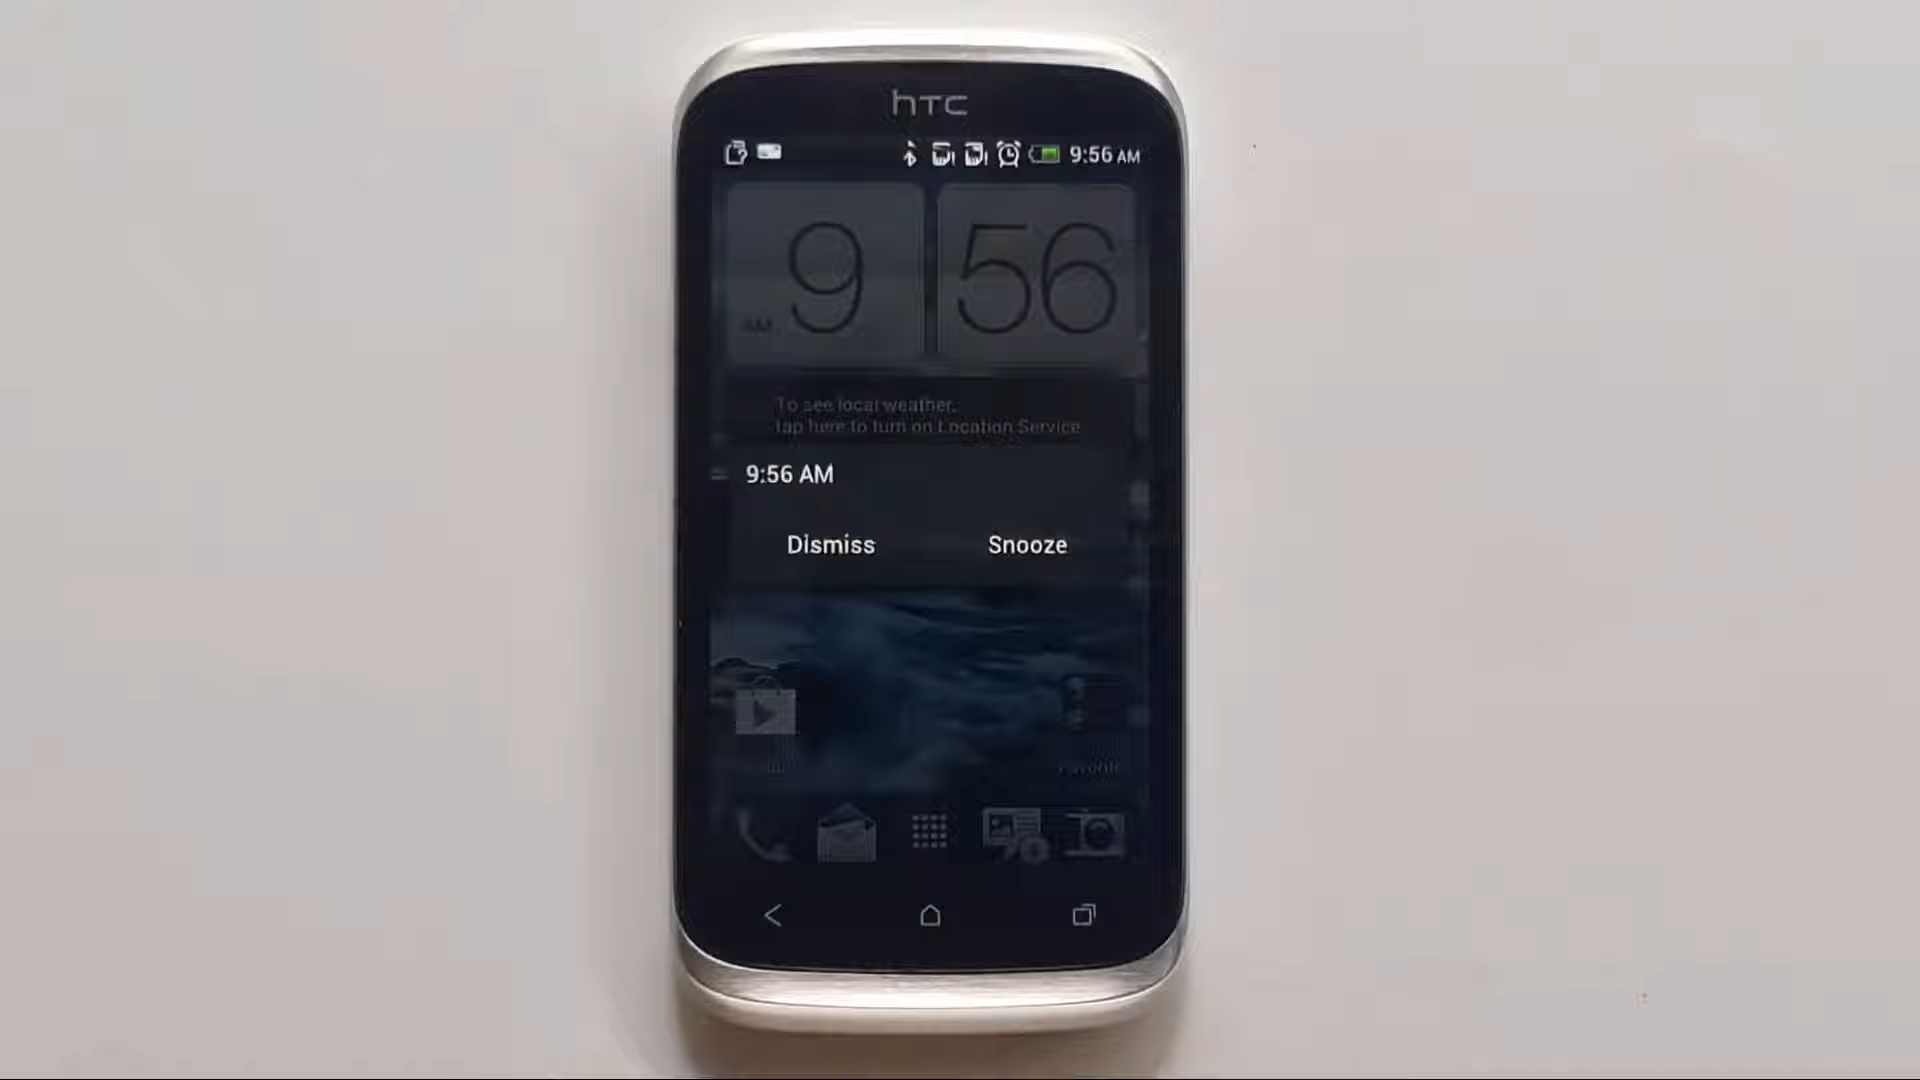 hTC
9:56 AM
9 56
AM
To see local weather,
tap here to turn on Location Service
9:56 AM
Dismiss Snooze